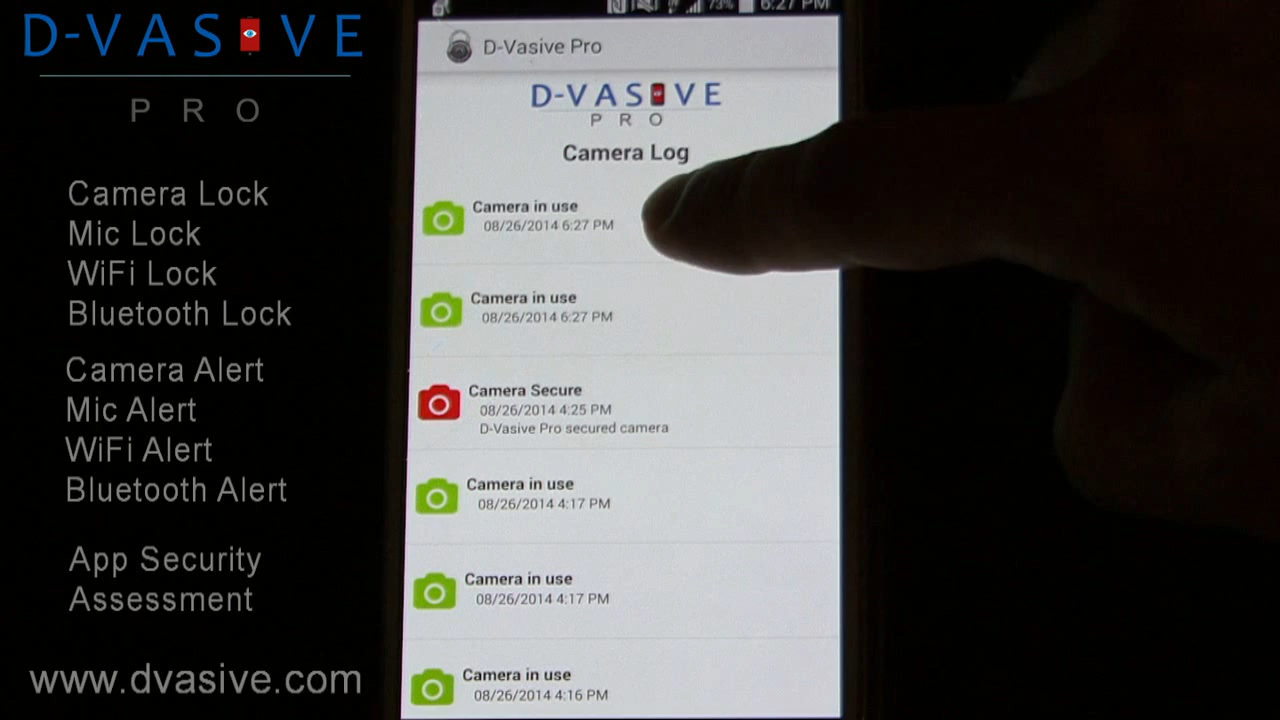 D-VASIVE
PRO
Camera Lock
Mic Lock
WiFi Lock
Bluetooth Lock
Camera Alert
Mic Alert
WiFi Alert
Bluetooth Alert
App Security
Assessment
www.dvasive.com
73% 6:27 PM
D-Vasive Pro
D-VASIVE
PRO
Camera Log
Camera in use
08/26/2014 6:27 PM
Camera in use
08/26/2014 6:27 PM
Camera Secure
08/26/2014 4:25 PM
D-Vasive Pro secured camera
Camera in use
08/26/2014 4:17 PM
Camera in use
08/26/2014 4:17 PM
Camera in use
08/26/2014 4:16 PM